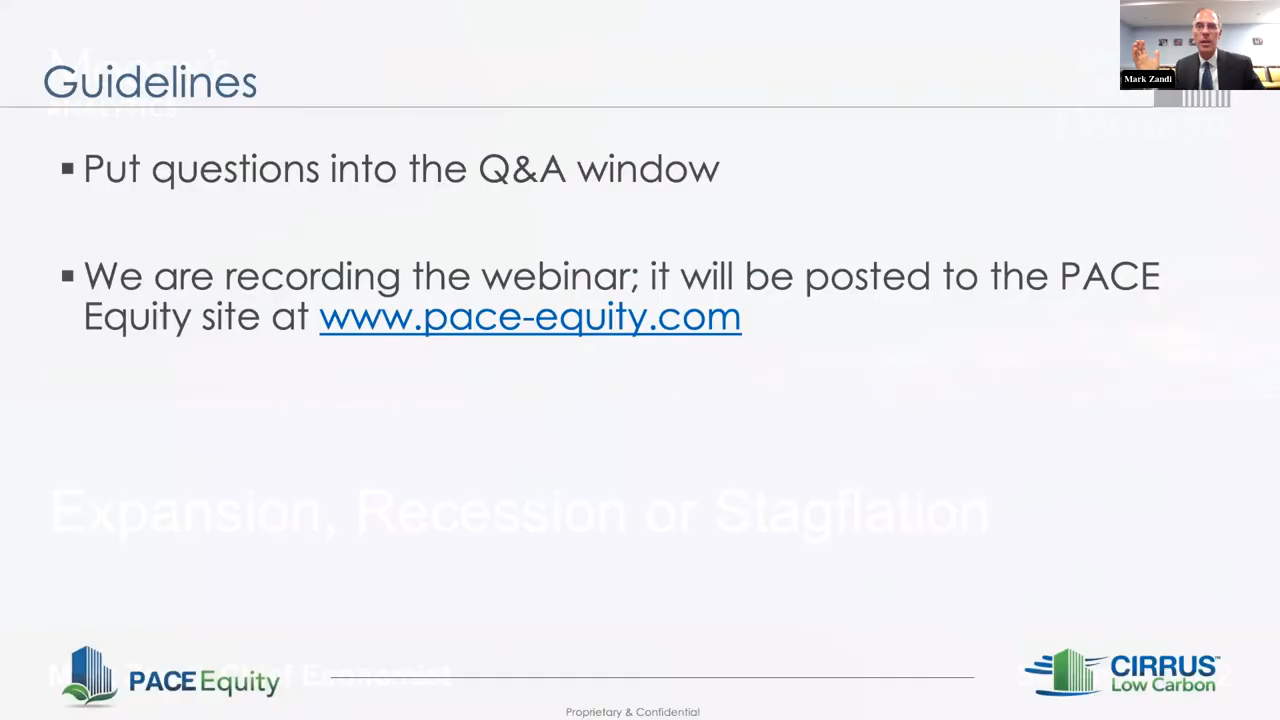 Mark Zandi
Guidelines
▪ Put questions into the Q&A window
▪ We are recording the webinar; it will be posted to the PACE
Equity site at www.pace-equity.com
Expansion, Recession or Stagflation
PACE Equity
CIRRUS™
Low Carbon
Proprietary & Confidential